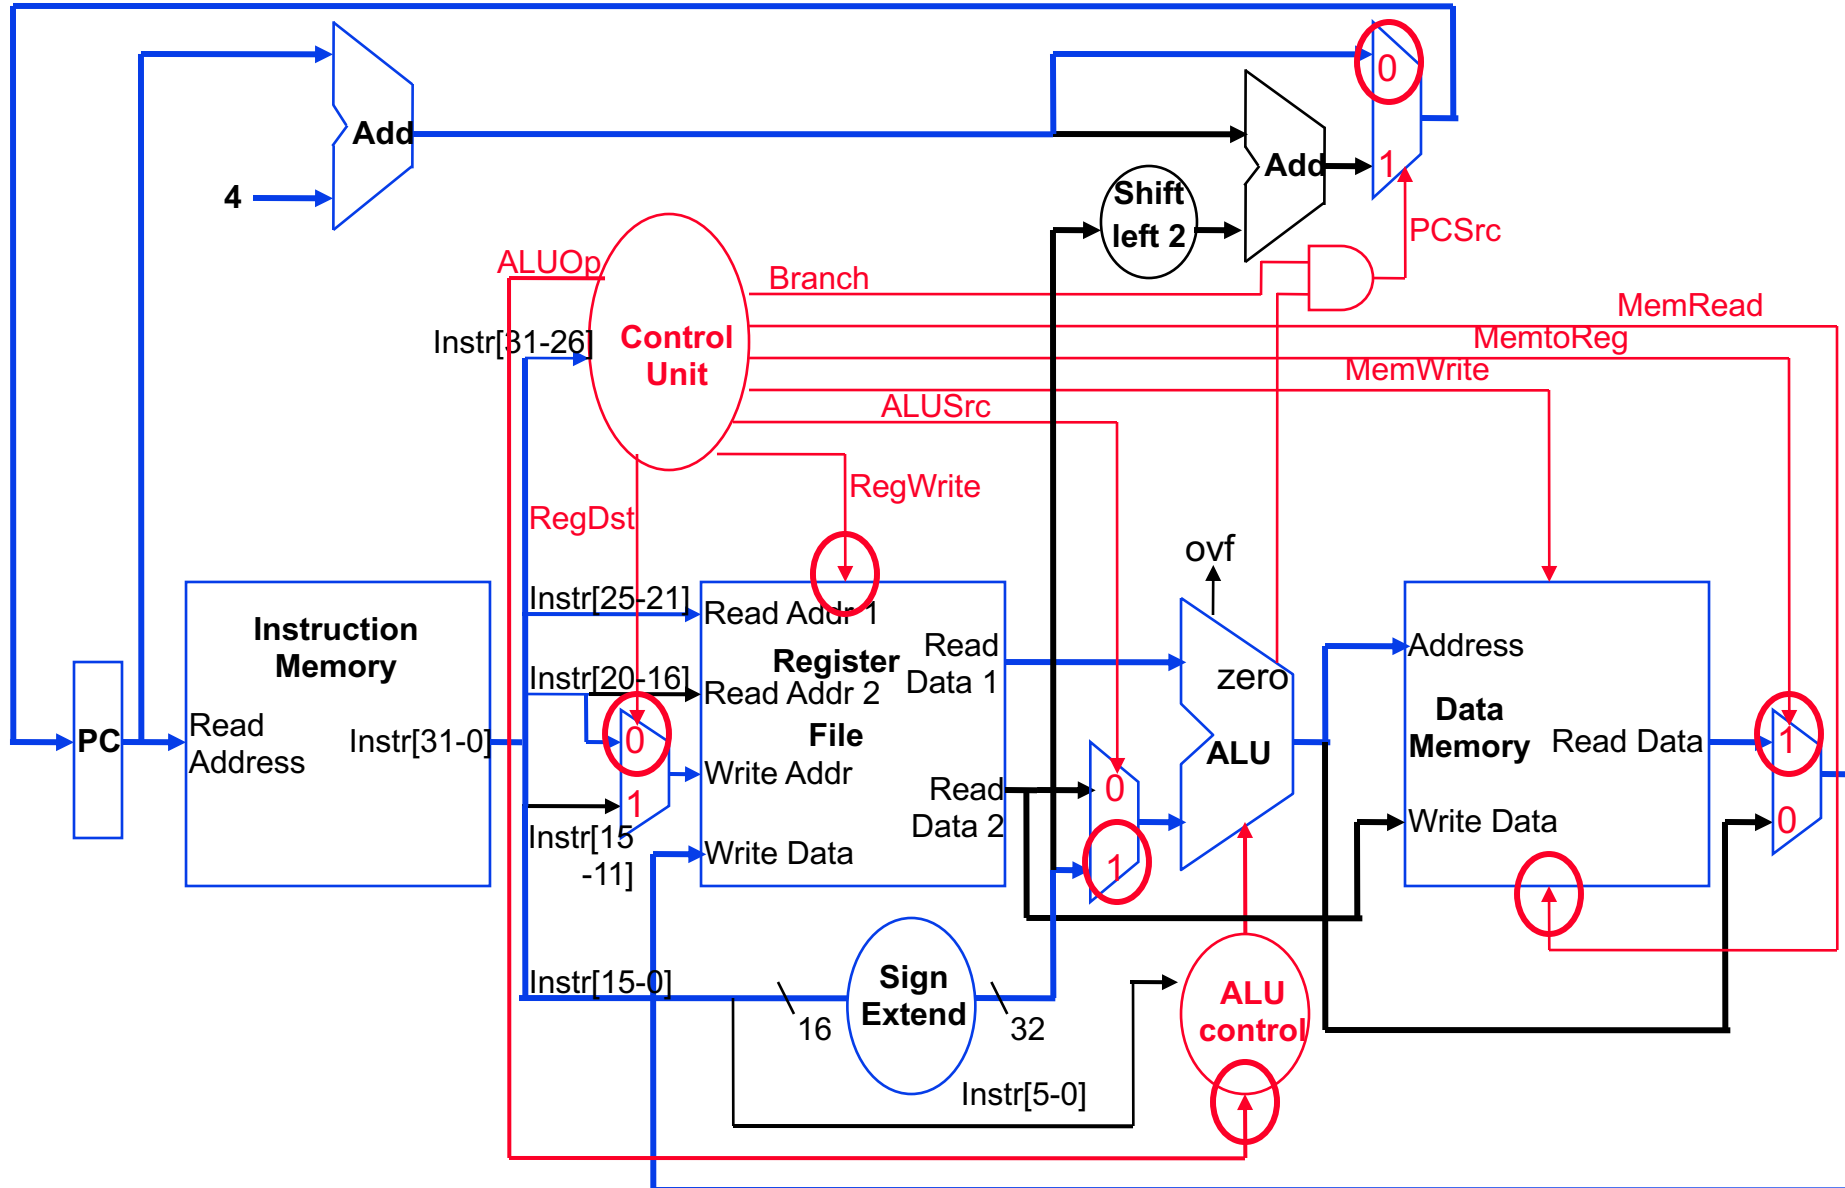 0
Add
Add
1
4
Shift
left 2
PCSrc
ALUOp
Branch
MemRead
Instr[31-26]
Control
Unit
MemtoReg
MemWrite
ALUSrc
RegWrite
RegDst
ovf
Instruction
Memory
Instr[25-21]
Read Addr 1
Register
Read
Data 1
Instr[20-16]
Read Addr 2
zero
Address
Data
Memory
PC
Read
Address
Instr[31-0]
0
File
ALU
Read Data
1
Write Addr
Read
Data 2
0
1
Write Data
0
Instr[15
-11]
Write Data
1
Instr[15-0]
16
Sign
Extend
32
ALU
control
Instr[5-0]